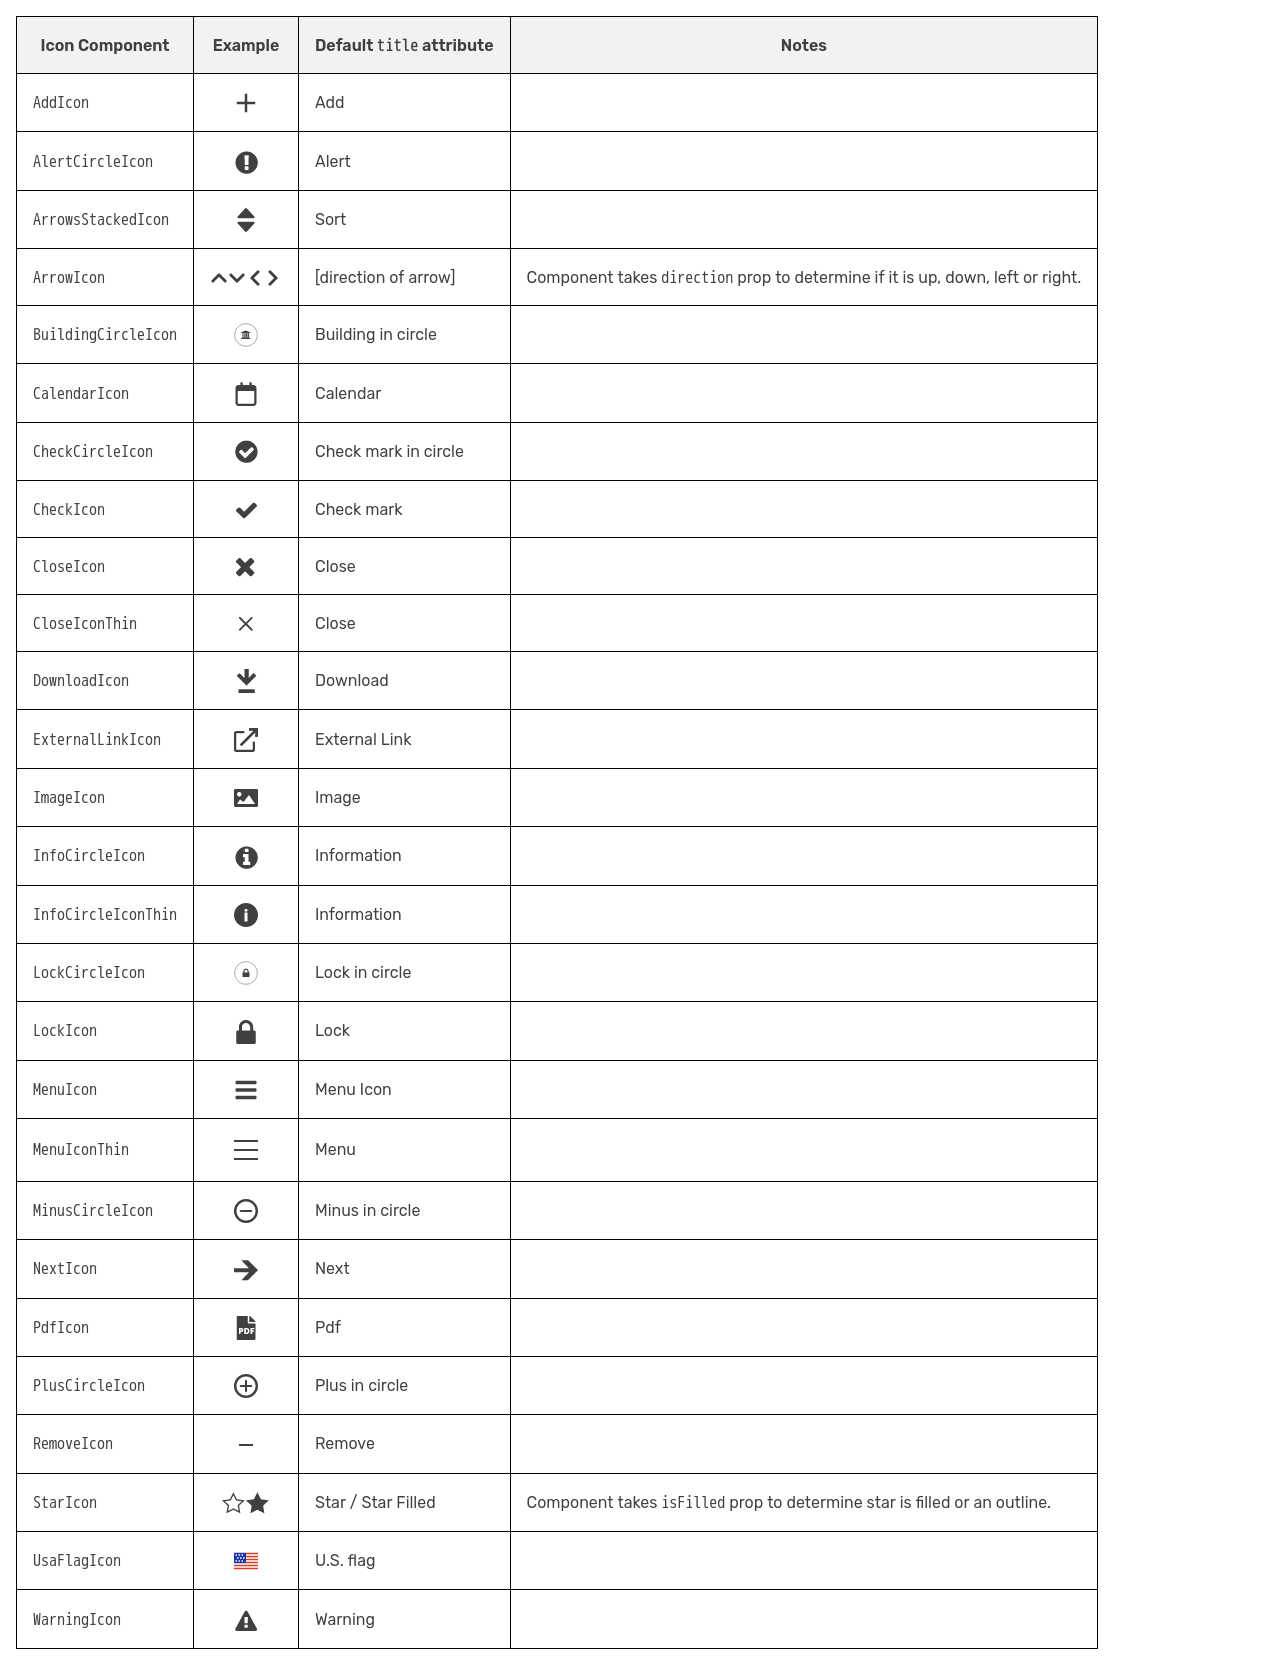 Icon Component Example Default title attribute Notes
AddIcon Add
AlertCircleIcon Alert
ArrowsStackedIcon Sort
ArrowIcon [direction of arrow] Component takes direction prop to determine if it is up, down, left or right.
BuildingCircleIcon Building in circle
CalendarIcon Calendar
CheckCircleIcon Check mark in circle
CheckIcon Check mark
CloseIcon Close
CloseIconThin Close
DownloadIcon Download
ExternalLinkIcon External Link
ImageIcon Image
InfoCircleIcon Information
InfoCircleIconThin Information
LockCircleIcon Lock in circle
LockIcon Lock
MenuIcon Menu Icon
MenuIconThin Menu
MinusCircleIcon Minus in circle
NextIcon Next
PdfIcon PDF Pdf
PlusCircleIcon Plus in circle
RemoveIcon Remove
StarIcon Star / Star Filled Component takes isFilled prop to determine star is filled or an outline.
UsaFlagIcon U.S. flag
WarningIcon Warning